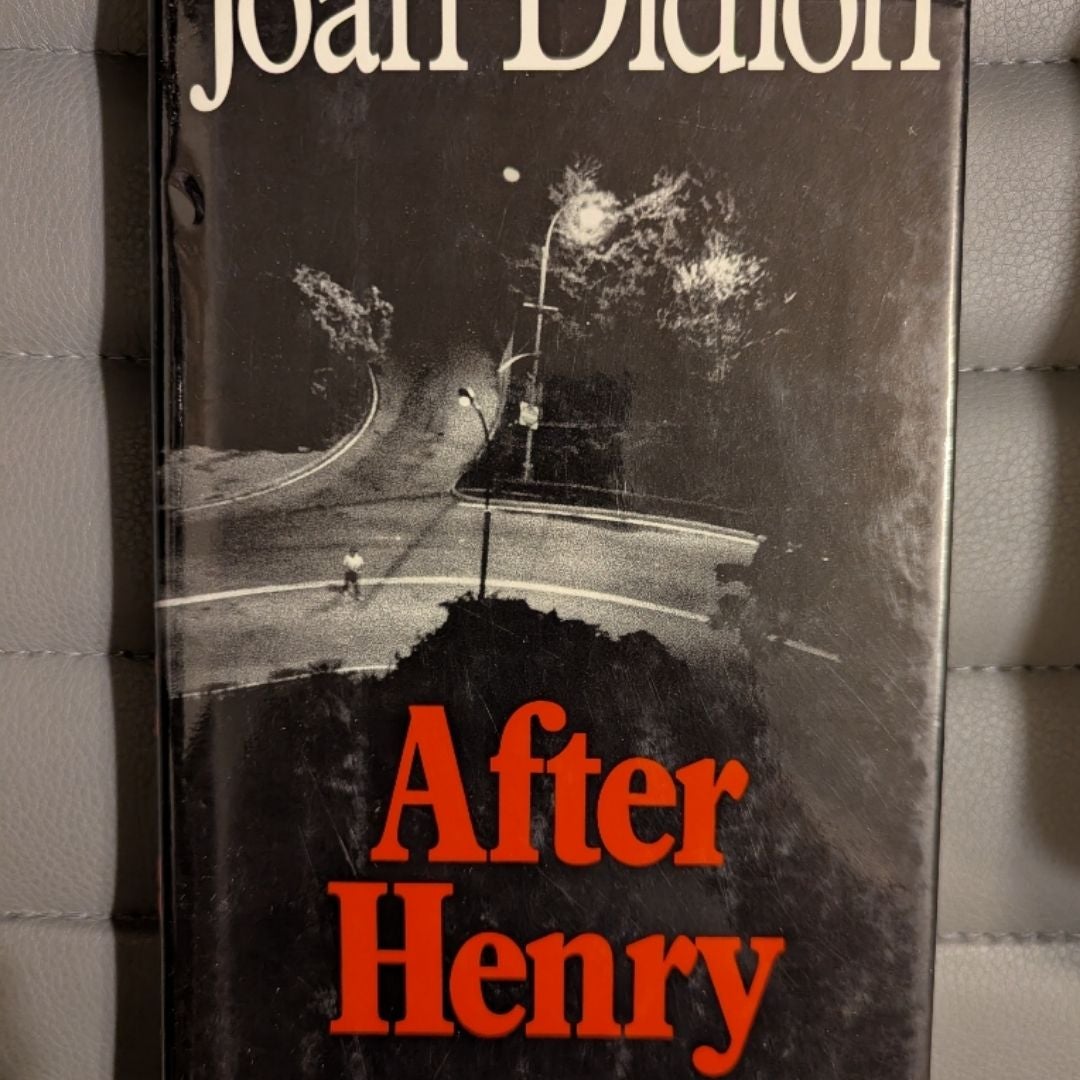 Joan Didion
After
Henry